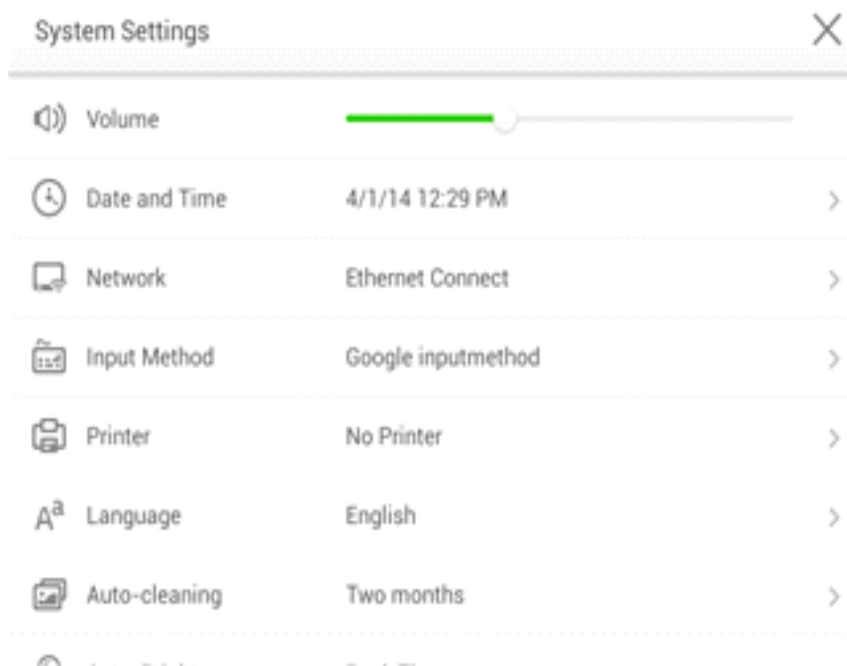 System Settings
Volume
Date and Time 4/1/14 12:29 PM
Network Ethernet Connect
Input Method Google inputmethod
Printer No Printer
Aa Language English
Auto-cleaning Two months